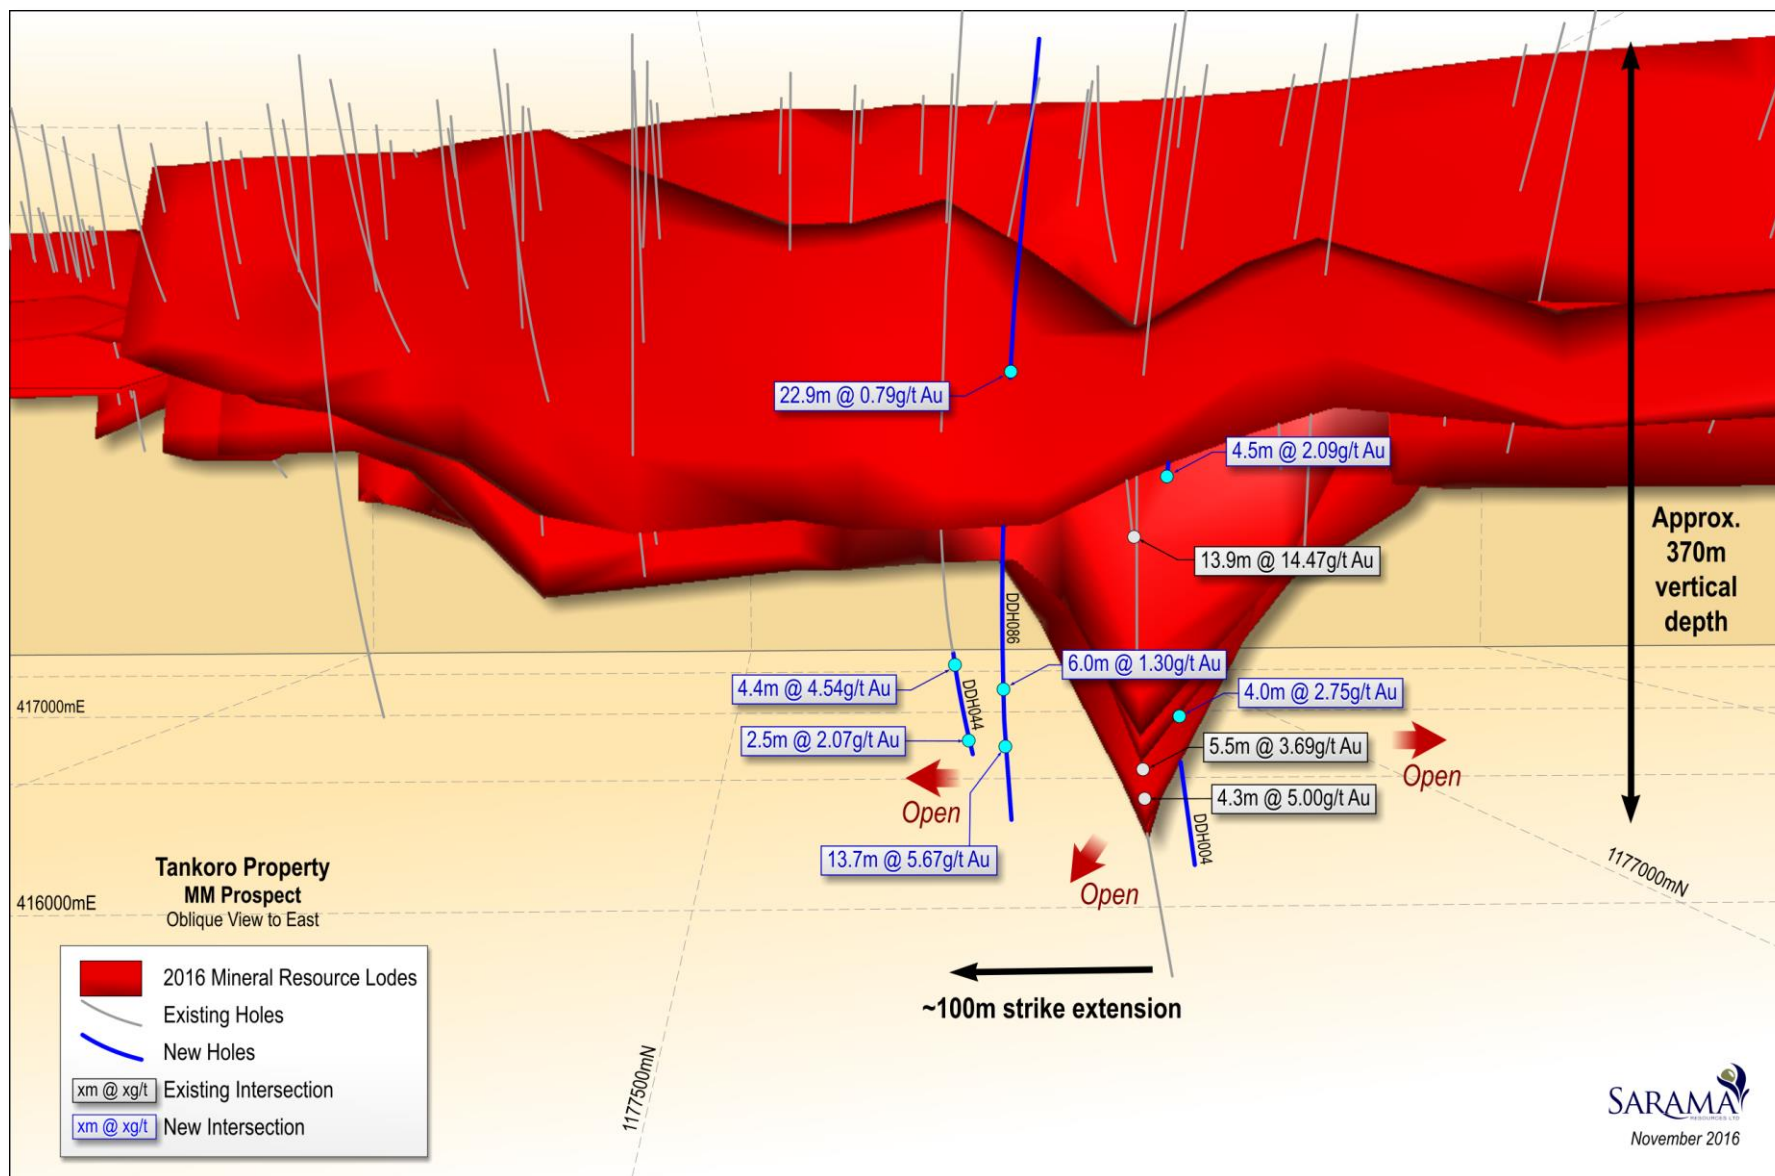 22.9m @ 0.79g/t Au
4.5m @ 2.09g/t Au
13.9m @ 14.47g/t Au
Approx.
370m
vertical
depth
DDH086
6.0m @ 1.30g/t Au
4.4m @ 4.54g/t Au
DDH044
4.0m @ 2.75g/t Au
417000mE
2.5m @ 2.07g/t Au
5.5m @ 3.69g/t Au
Open
Open
4.3m @ 5.00g/t Au
DDH004
13.7m @ 5.67g/t Au
Open
1177000mN
Tankoro Property
MM Prospect
Oblique View to East
416000mE
2016 Mineral Resource Lodes
Existing Holes
New Holes
xm @ xg/t Existing Intersection
xm @ xg/t New Intersection
~100m strike extension
1177500mN
SARAMA
RESOURCES LTD
November 2016